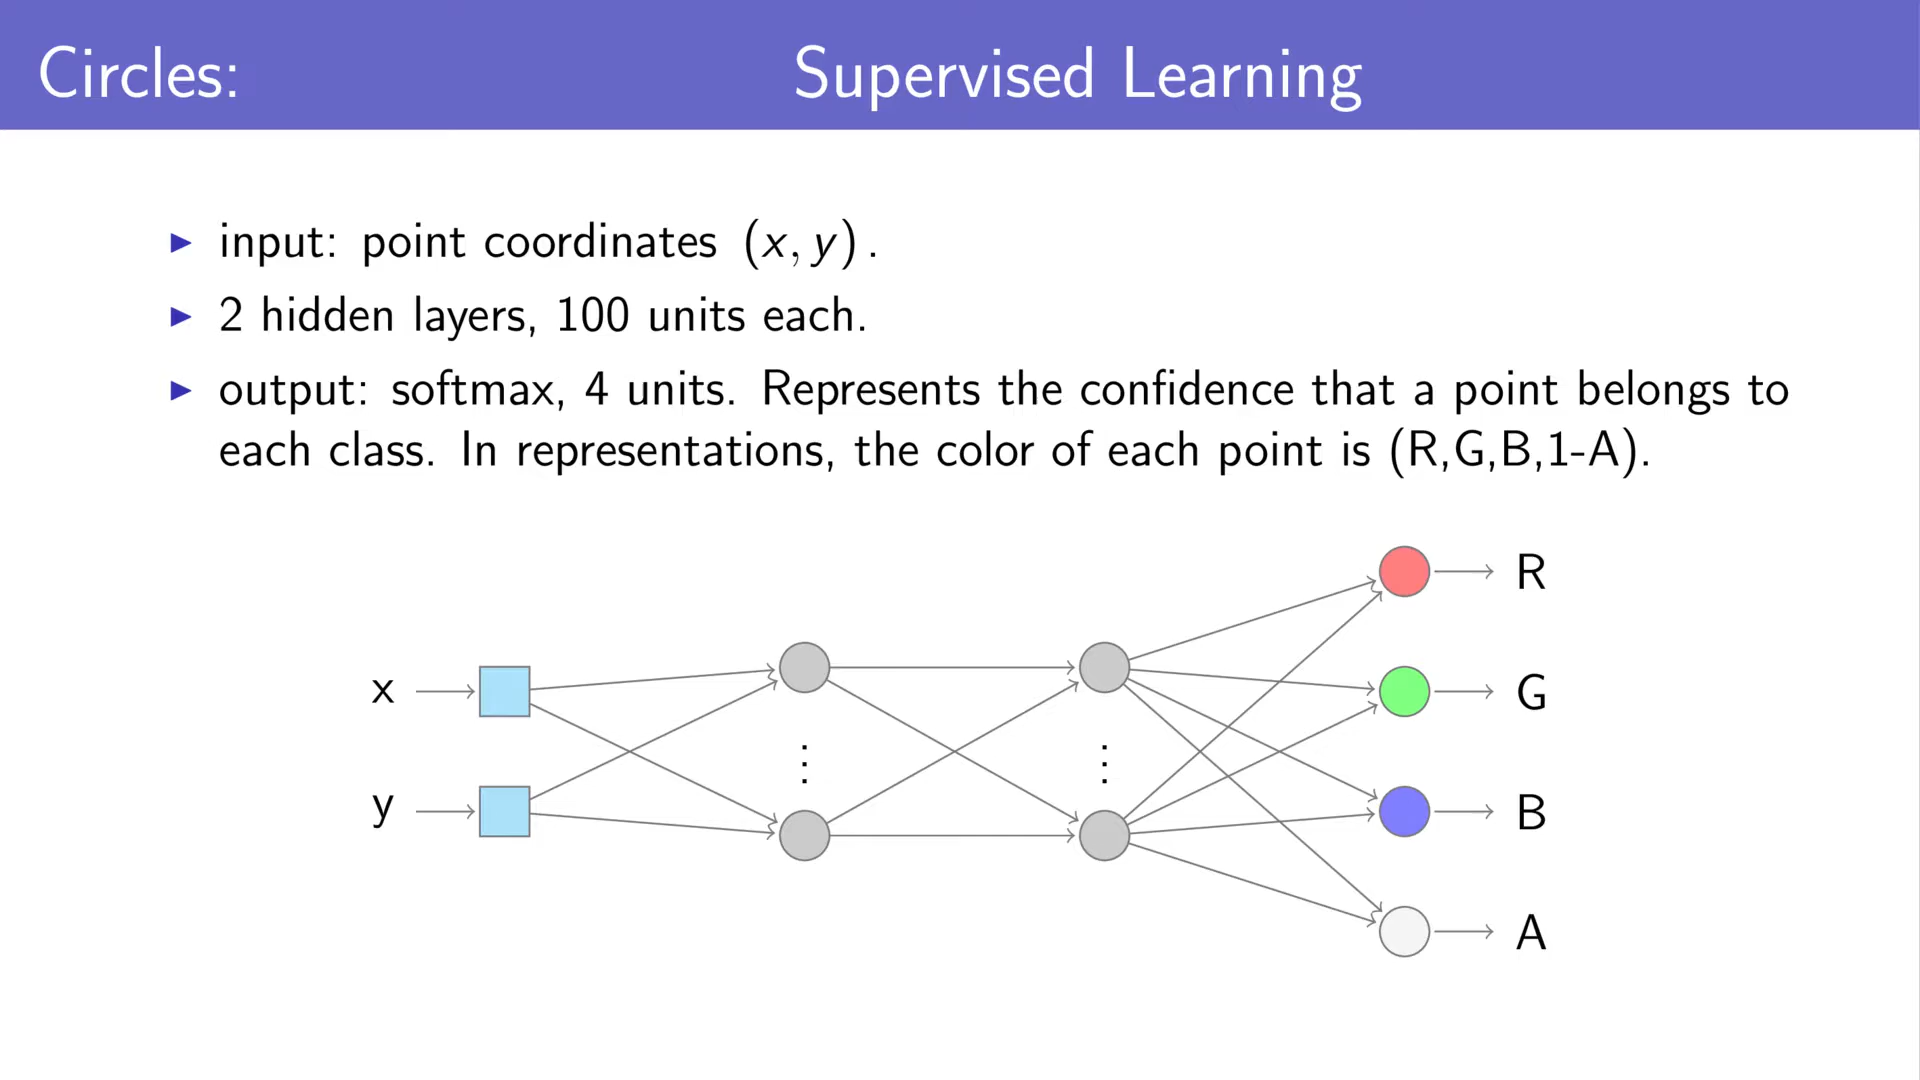 Circles: Supervised Learning
▶ input: point coordinates (x, y).
▶ 2 hidden layers, 100 units each.
▶ output: softmax, 4 units. Represents the confidence that a point belongs to
each class. In representations, the color of each point is (R,G,B,1-A).
R
x
G
⋮ ⋮
y
B
A